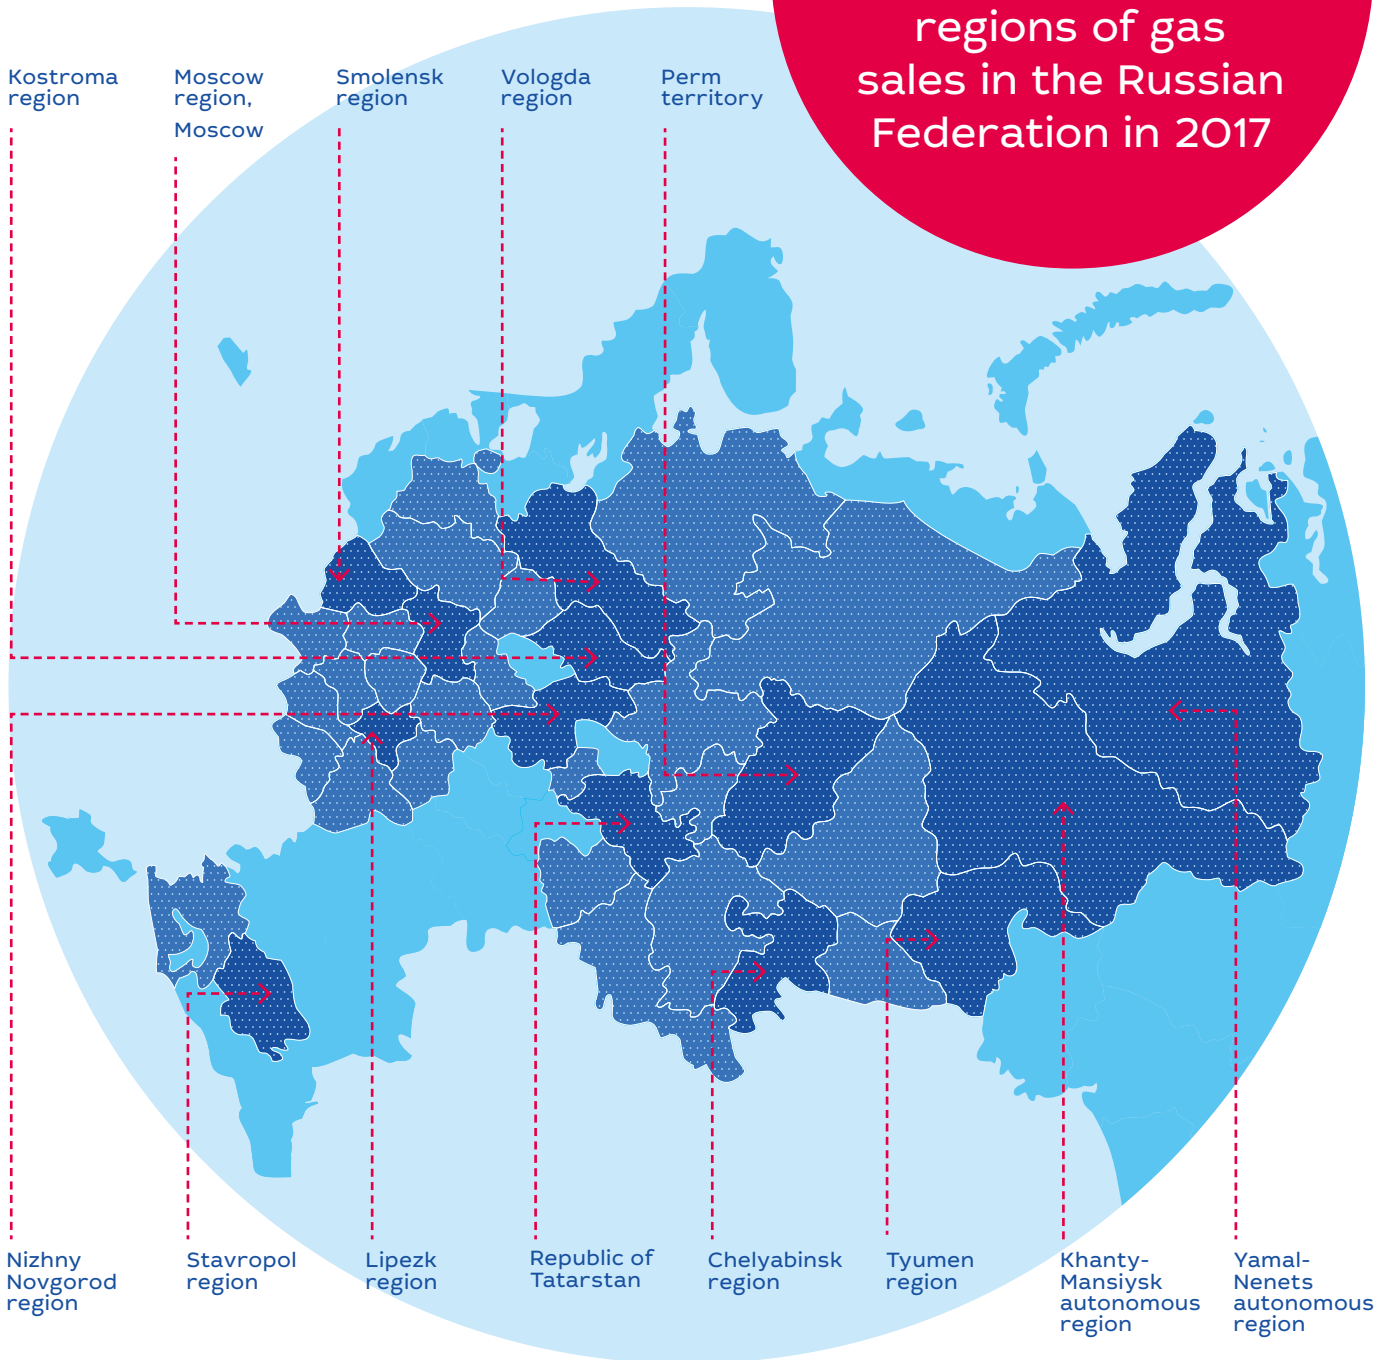 regions of gas
sales in the Russian
Federation in 2017
Kostroma
region
Moscow
region,
Moscow
Smolensk
region
Vologda
region
Perm
territory
Nizhny
Novgorod
region
Stavropol
region
Lipezk
region
Republic of
Tatarstan
Chelyabinsk
region
Tyumen
region
Khanty-
Mansiysk
autonomous
region
Yamal-
Nenets
autonomous
region